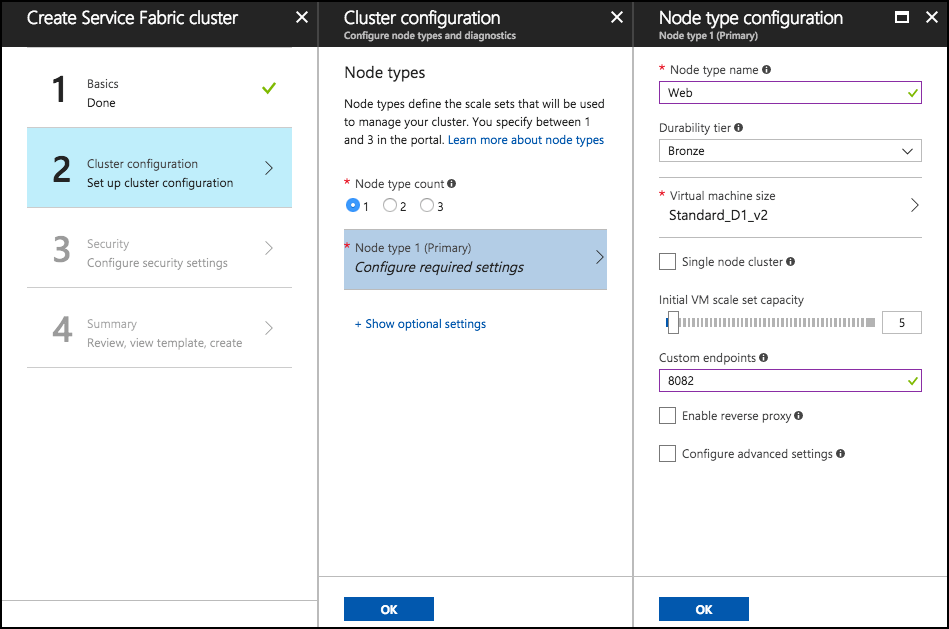 Create Service Fabric cluster
1
Basics
Done
2
Cluster configuration
Set up cluster configuration
3
Security
Configure security settings
4
Summary
Review, view template, create
Cluster configuration
Configure node types and diagnostics
Node types
Node types define the scale sets that will be used
to manage your cluster. You specify between 1
and 3 in the portal. Learn more about node types
* Node type count
1 2 3
* Node type 1 (Primary)
Configure required settings
+ Show optional settings
OK
Node type configuration
Node type 1 (Primary)
* Node type name
Web
Durability tier
Bronze
* Virtual machine size
Standard_D1_v2
Single node cluster
Initial VM scale set capacity
5
Custom endpoints
8082
Enable reverse proxy
Configure advanced settings
OK